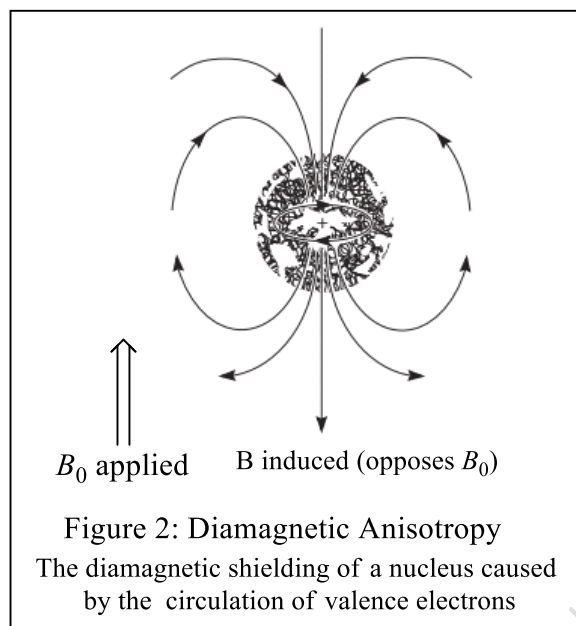 +
B₀ applied
B induced (opposes B₀)
Figure 2: Diamagnetic Anisotropy
The diamagnetic shielding of a nucleus caused
by the circulation of valence electrons